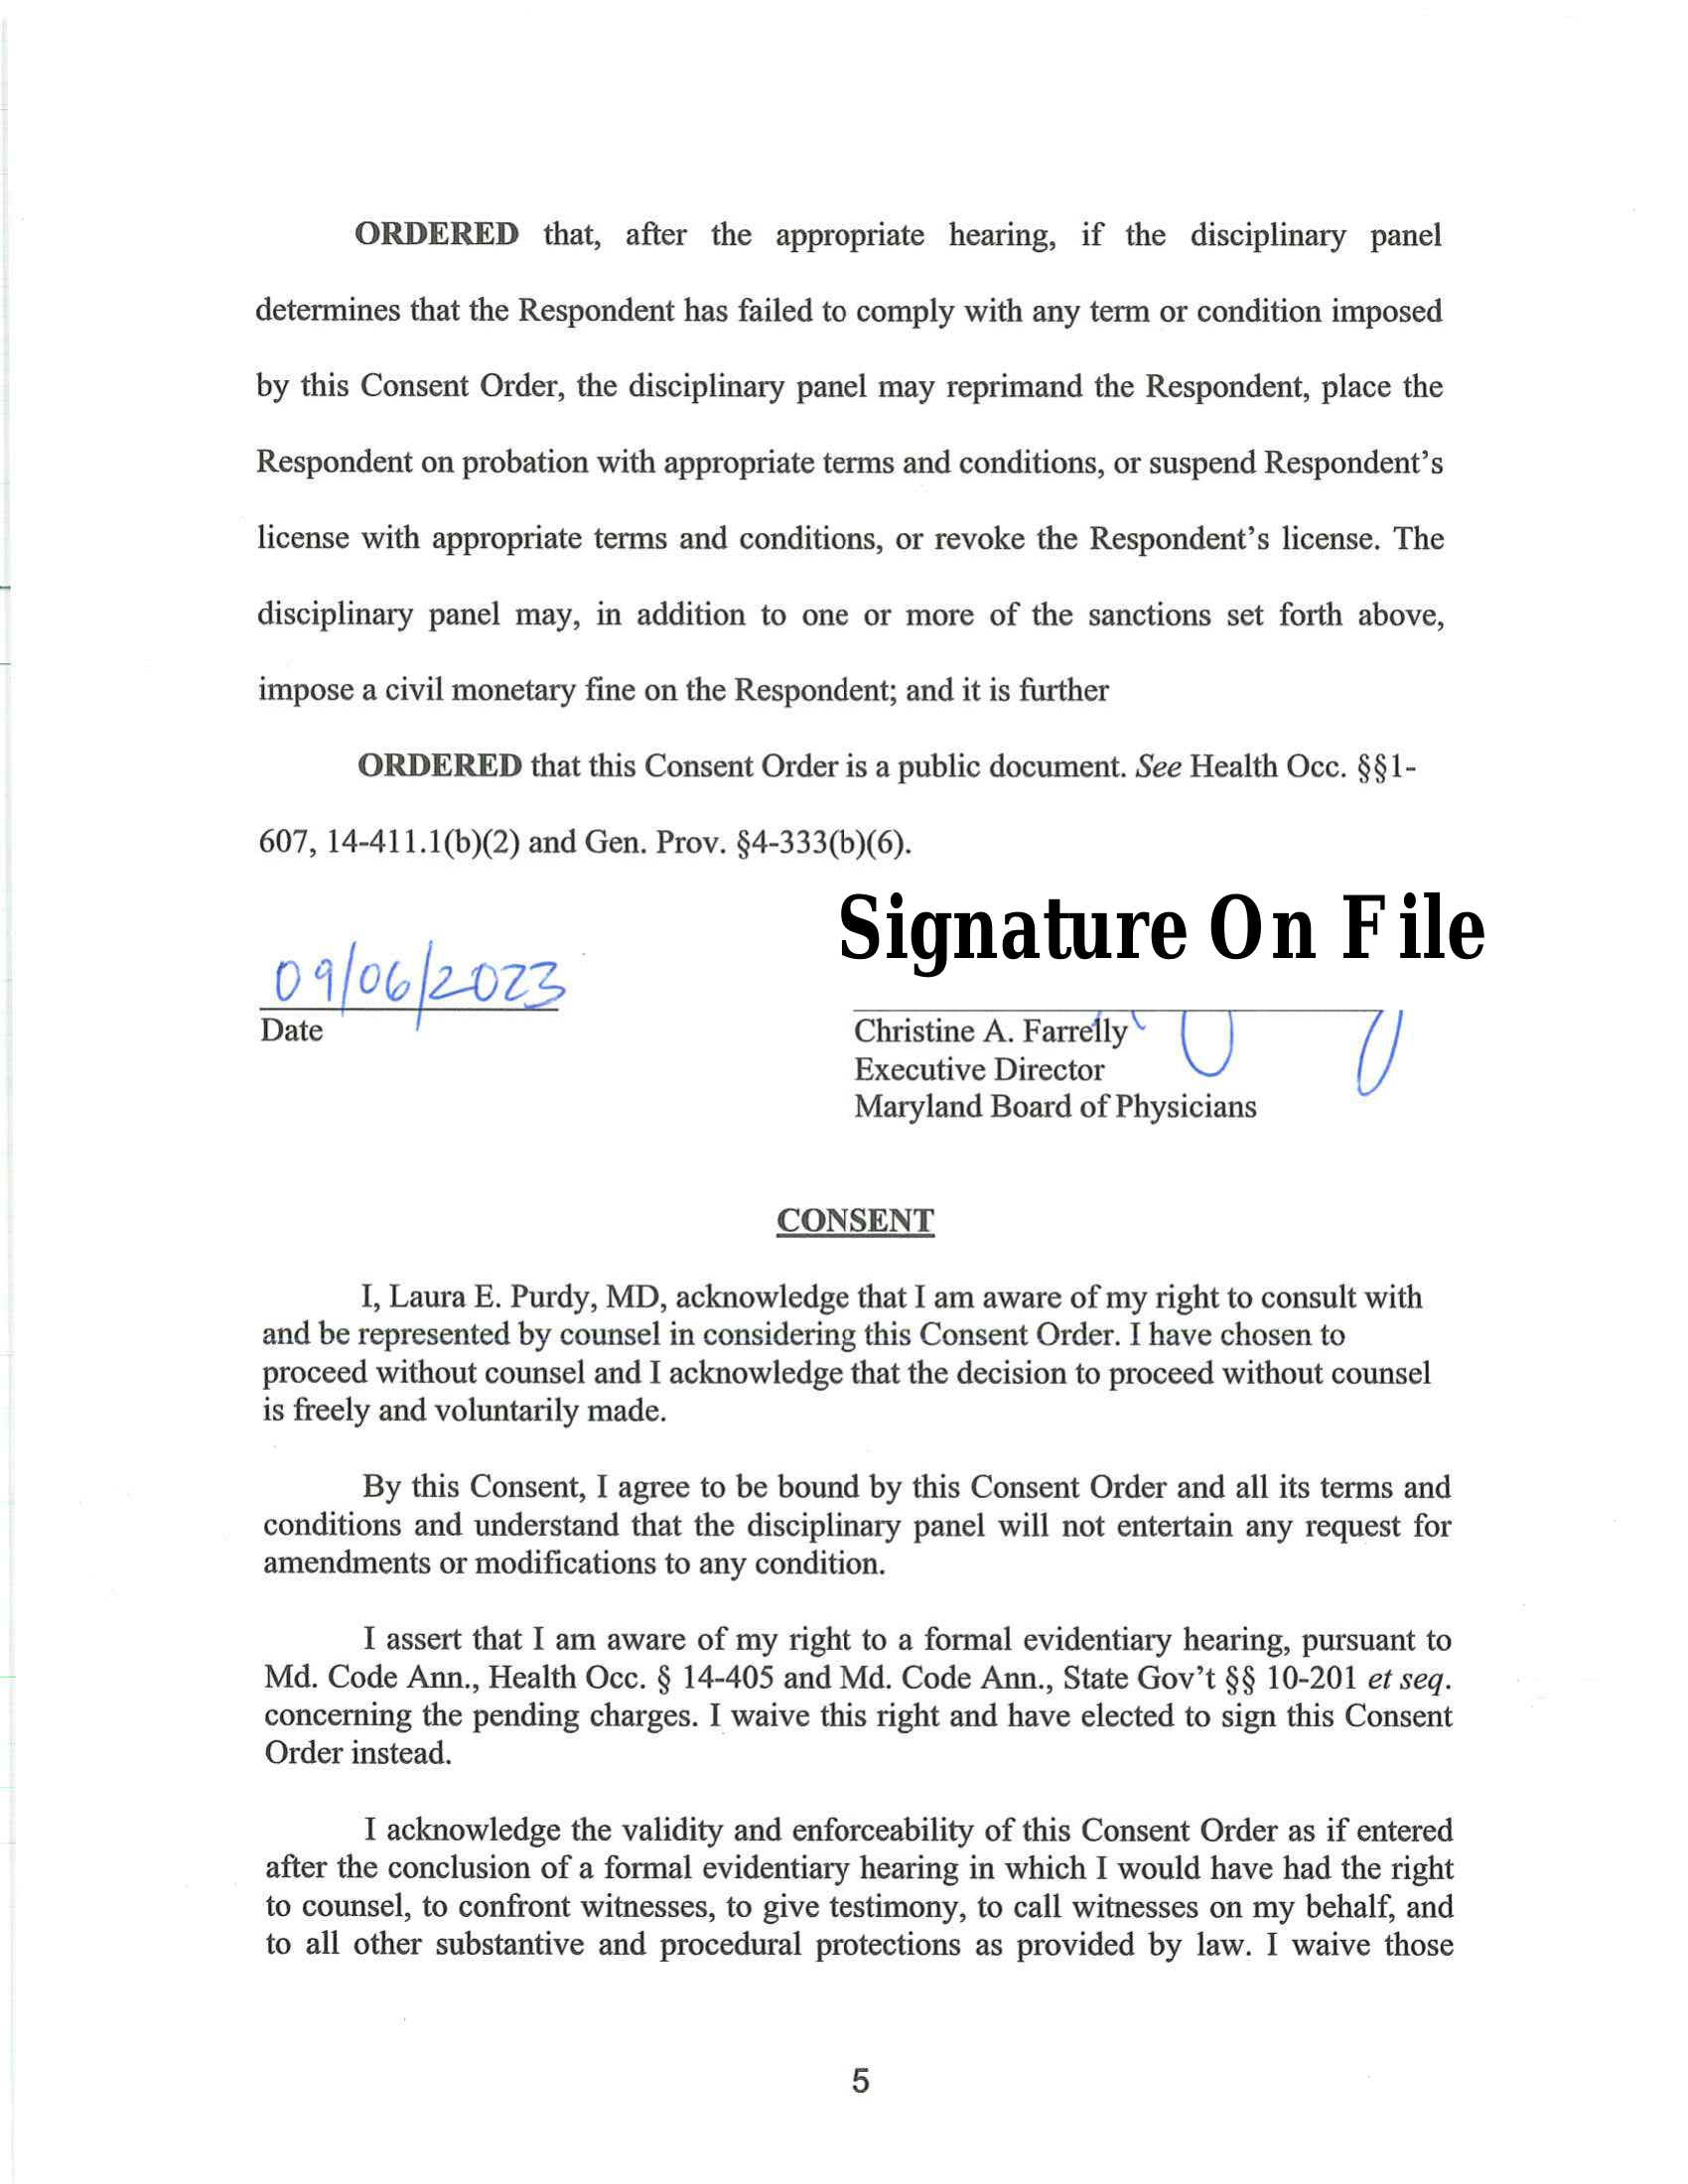 ORDERED that, after the appropriate hearing, if the disciplinary panel
determines that the Respondent has failed to comply with any term or condition imposed
by this Consent Order, the disciplinary panel may reprimand the Respondent, place the
Respondent on probation with appropriate terms and conditions, or suspend Respondent's
license with appropriate terms and conditions, or revoke the Respondent's license. The
disciplinary panel may, in addition to one or more of the sanctions set forth above,
impose a civil monetary fine on the Respondent; and it is further
ORDERED that this Consent Order is a public document. See Health Occ. §§1-
607, 14-411.1(b)(2) and Gen. Prov. §4-333(b)(6).
Signature On File
09/06/2023
Date
Christine A. Farrelly
Executive Director
Maryland Board of Physicians
CONSENT
I, Laura E. Purdy, MD, acknowledge that I am aware of my right to consult with
and be represented by counsel in considering this Consent Order. I have chosen to
proceed without counsel and I acknowledge that the decision to proceed without counsel
is freely and voluntarily made.
By this Consent, I agree to be bound by this Consent Order and all its terms and
conditions and understand that the disciplinary panel will not entertain any request for
amendments or modifications to any condition.
I assert that I am aware of my right to a formal evidentiary hearing, pursuant to
Md. Code Ann., Health Occ. § 14-405 and Md. Code Ann., State Gov't §§ 10-201 et seq.
concerning the pending charges. I waive this right and have elected to sign this Consent
Order instead.
I acknowledge the validity and enforceability of this Consent Order as if entered
after the conclusion of a formal evidentiary hearing in which I would have had the right
to counsel, to confront witnesses, to give testimony, to call witnesses on my behalf, and
to all other substantive and procedural protections as provided by law. I waive those
5